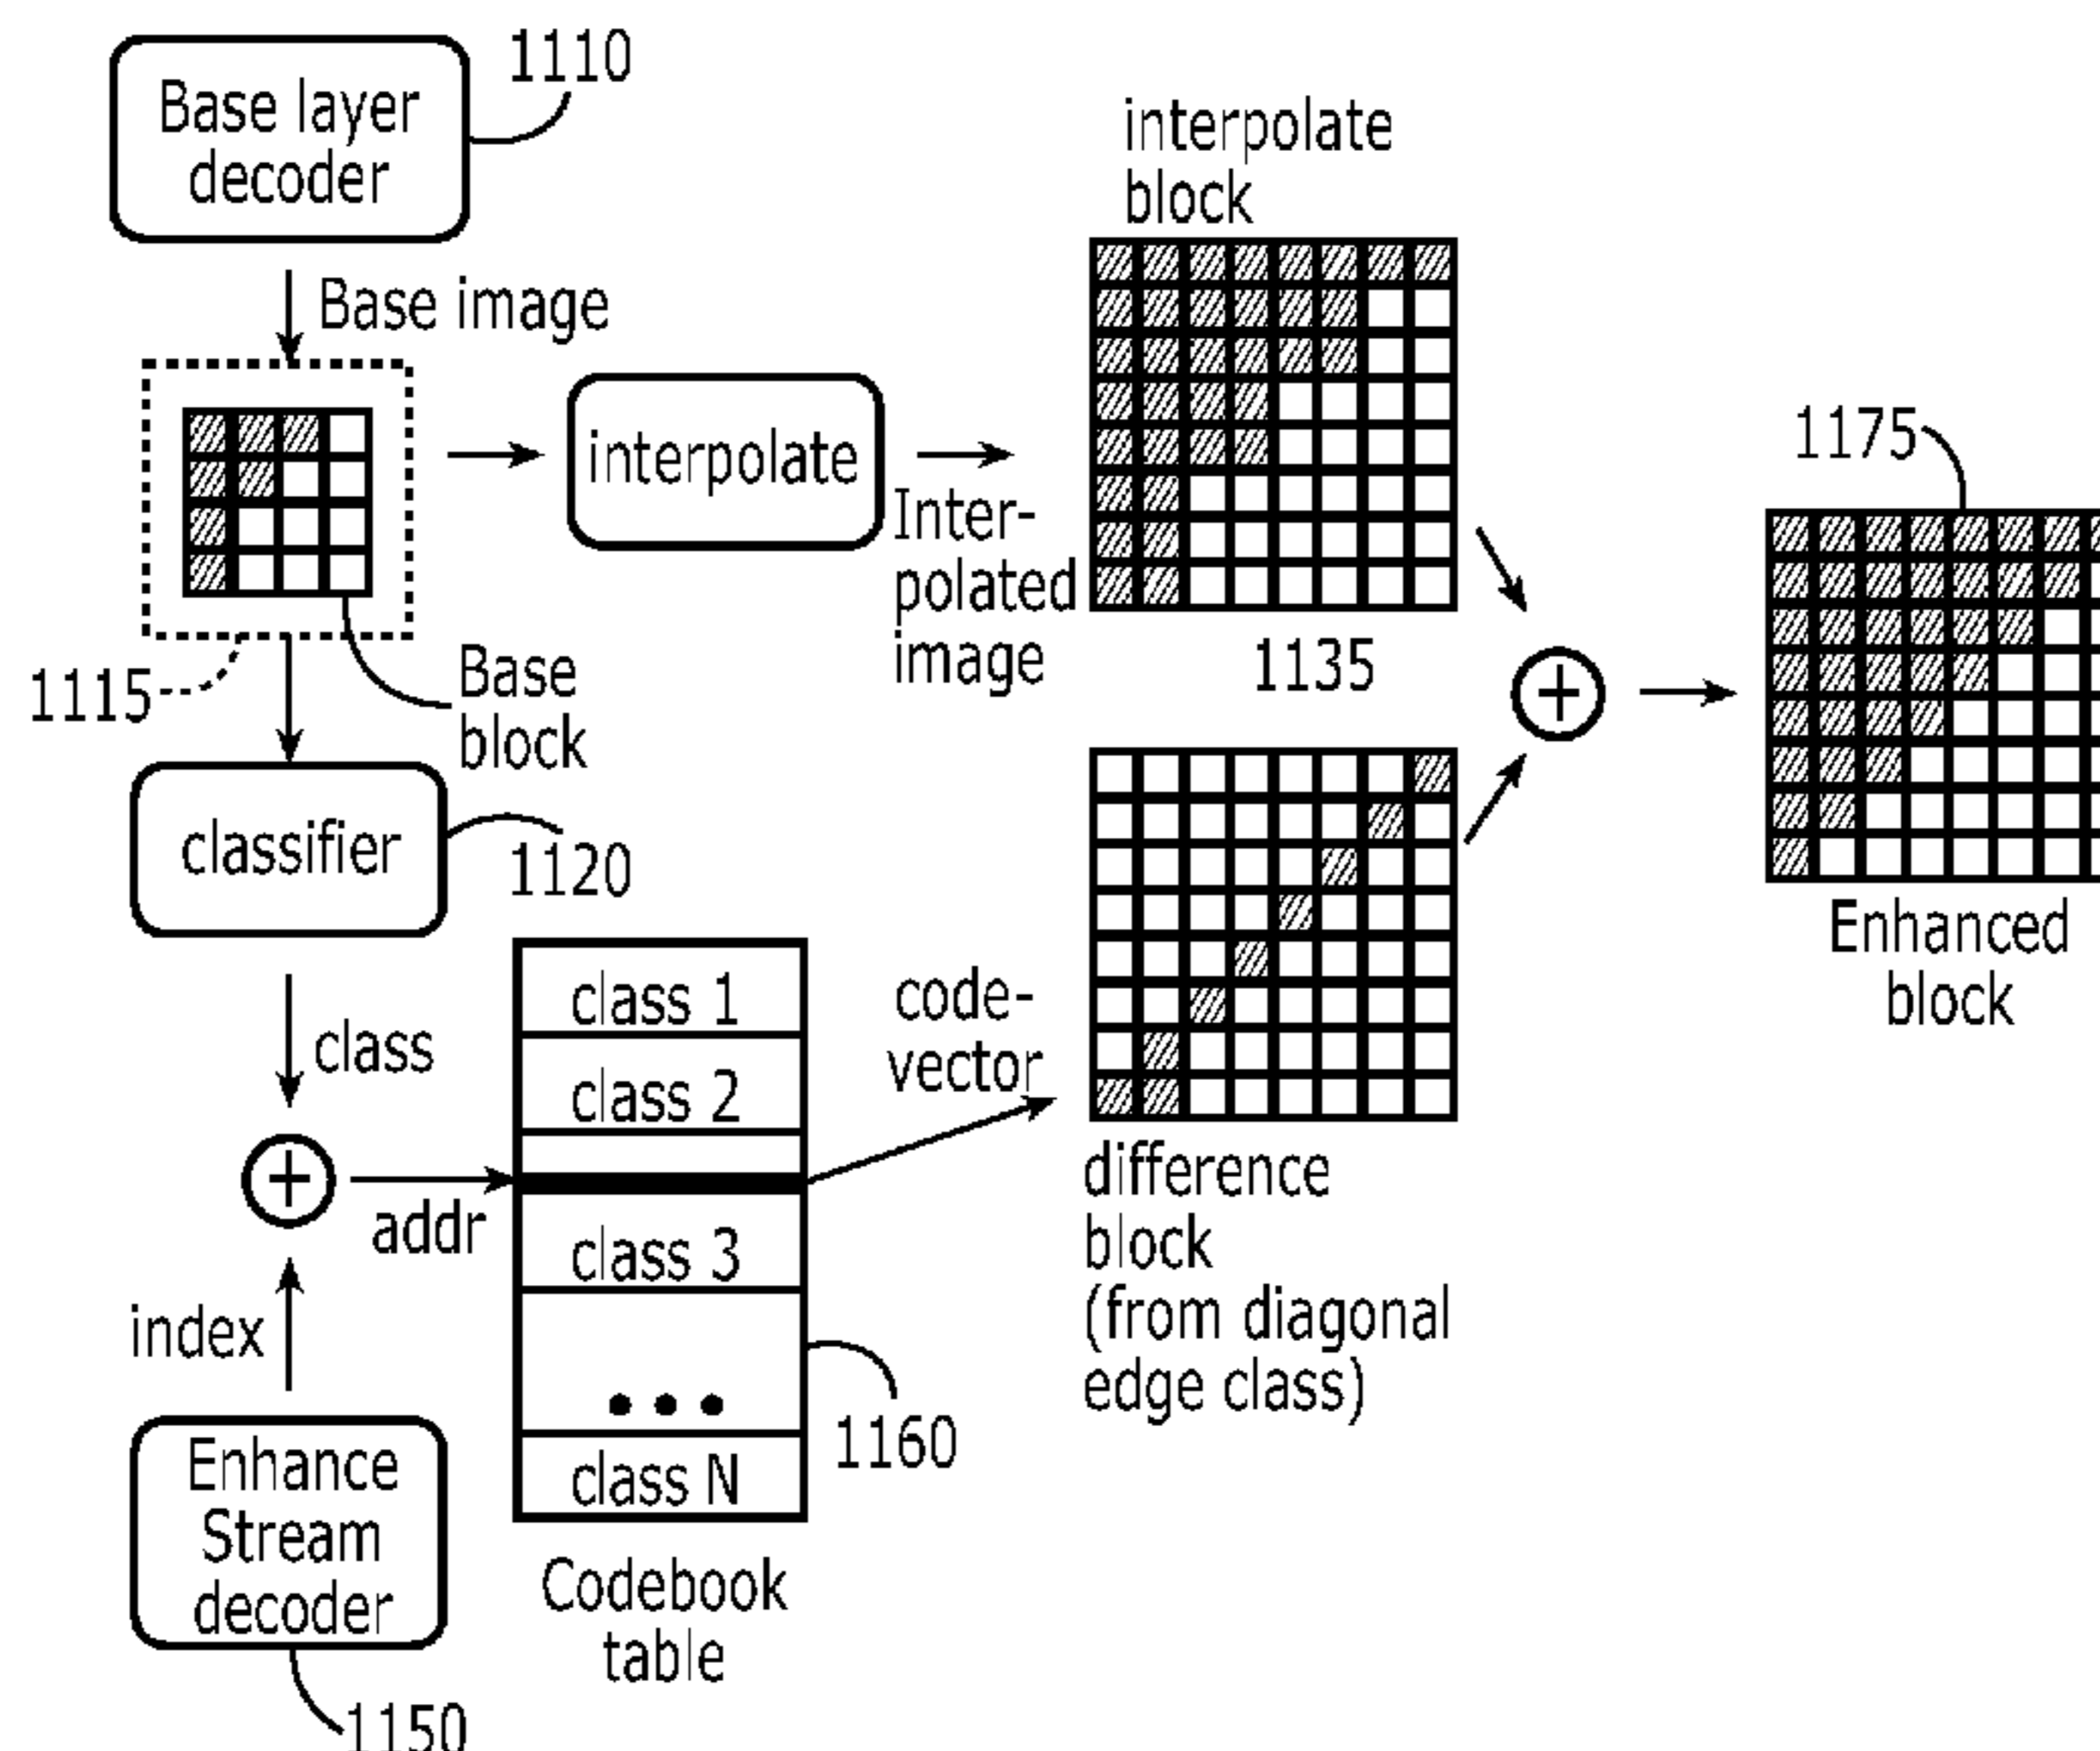 1110
Base layer
decoder
Base image
1115
Base
block
interpolate
Inter-
polated
image
interpolate
block
1135
1175
Enhanced
block
classifier
1120
class
+
addr
index
Enhance
Stream
decoder
1150
class 1
class 2
class 3
• • •
class N
1160
Codebook
table
code-
vector
difference
block
(from diagonal
edge class)
+